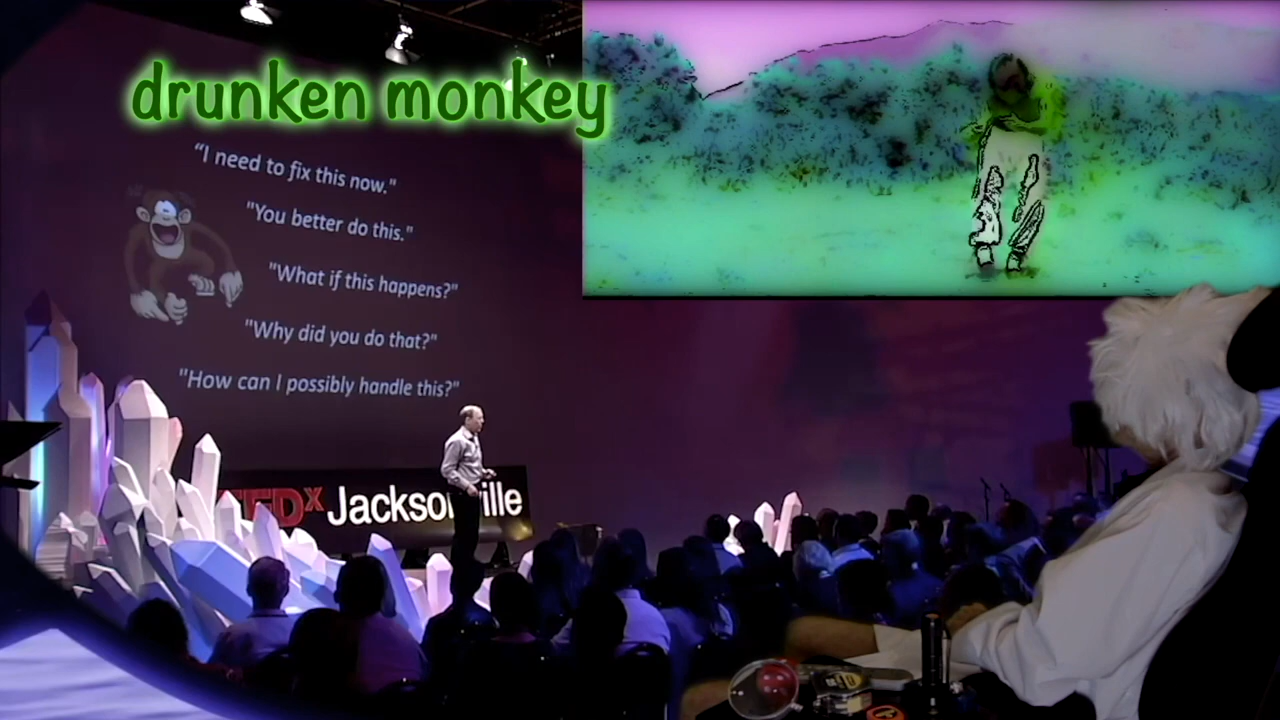 drunken monkey
"I need to fix this now."
"You better do this."
"What if this happens?"
"Why did you do that?"
"How can I possibly handle this?"
TEDx Jacksonville